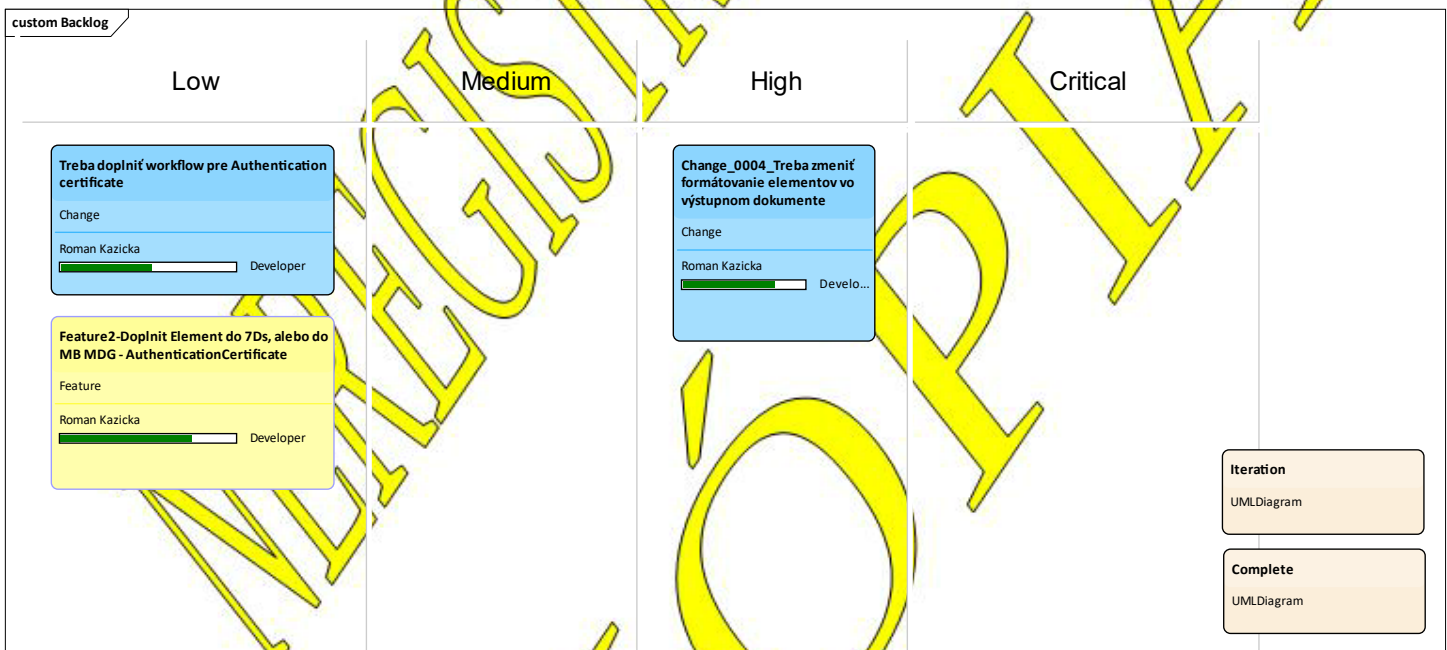 custom Backlog
Low
Medium
High
Critical
Treba doplniť workflow pre Authentication
certificate
Change
Roman Kazicka
Developer
Feature2-Doplnit Element do 7Ds, alebo do
MB MDG - AuthenticationCertificate
Feature
Roman Kazicka
Developer
Change_0004_Treba zmeniť
formátovanie elementov vo
výstupnom dokumente
Change
Roman Kazicka
Develo...
Iteration
UMLDiagram
Complete
UMLDiagram